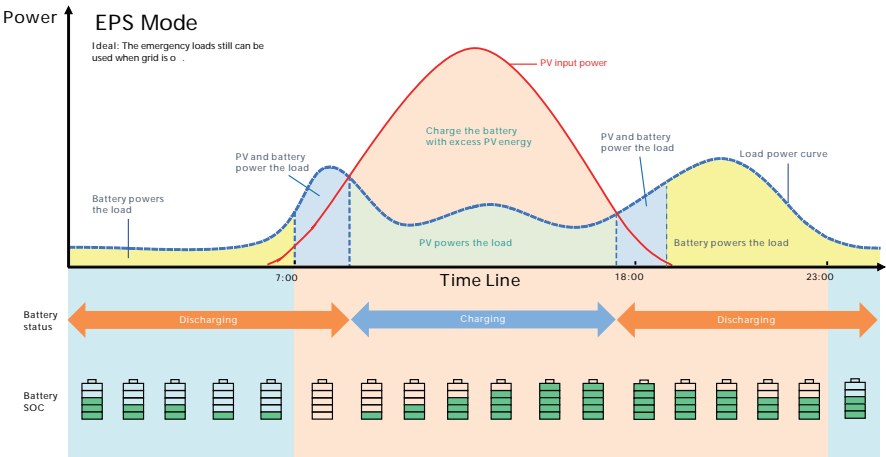 Power
EPS Mode
Ideal: The emergency loads still can be
used when grid is o .
PV input power
Charge the battery
with excess PV energy
PV and battery
power the load
PV and battery
power the load
Load power curve
Battery powers
the load
PV powers the load
Battery powers the load
7:00
Time Line
18:00
23:00
Battery
status
Discharging
Charging
Discharging
Battery
SOC